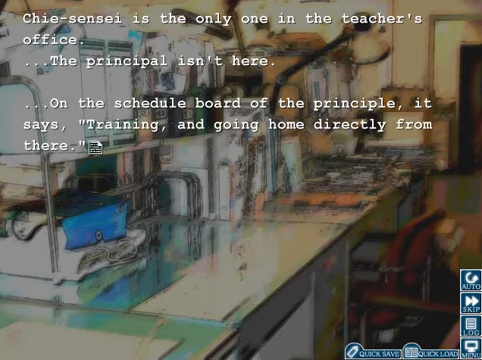 Chie-sensei is the only one in the teacher's
office.
...The principal isn't here.
...On the schedule board of the principle, it
says, "Training, and going home directly from
there."
AUTO
SKIP
LOG
MENU
QUICK SAVE
QUICK LOAD